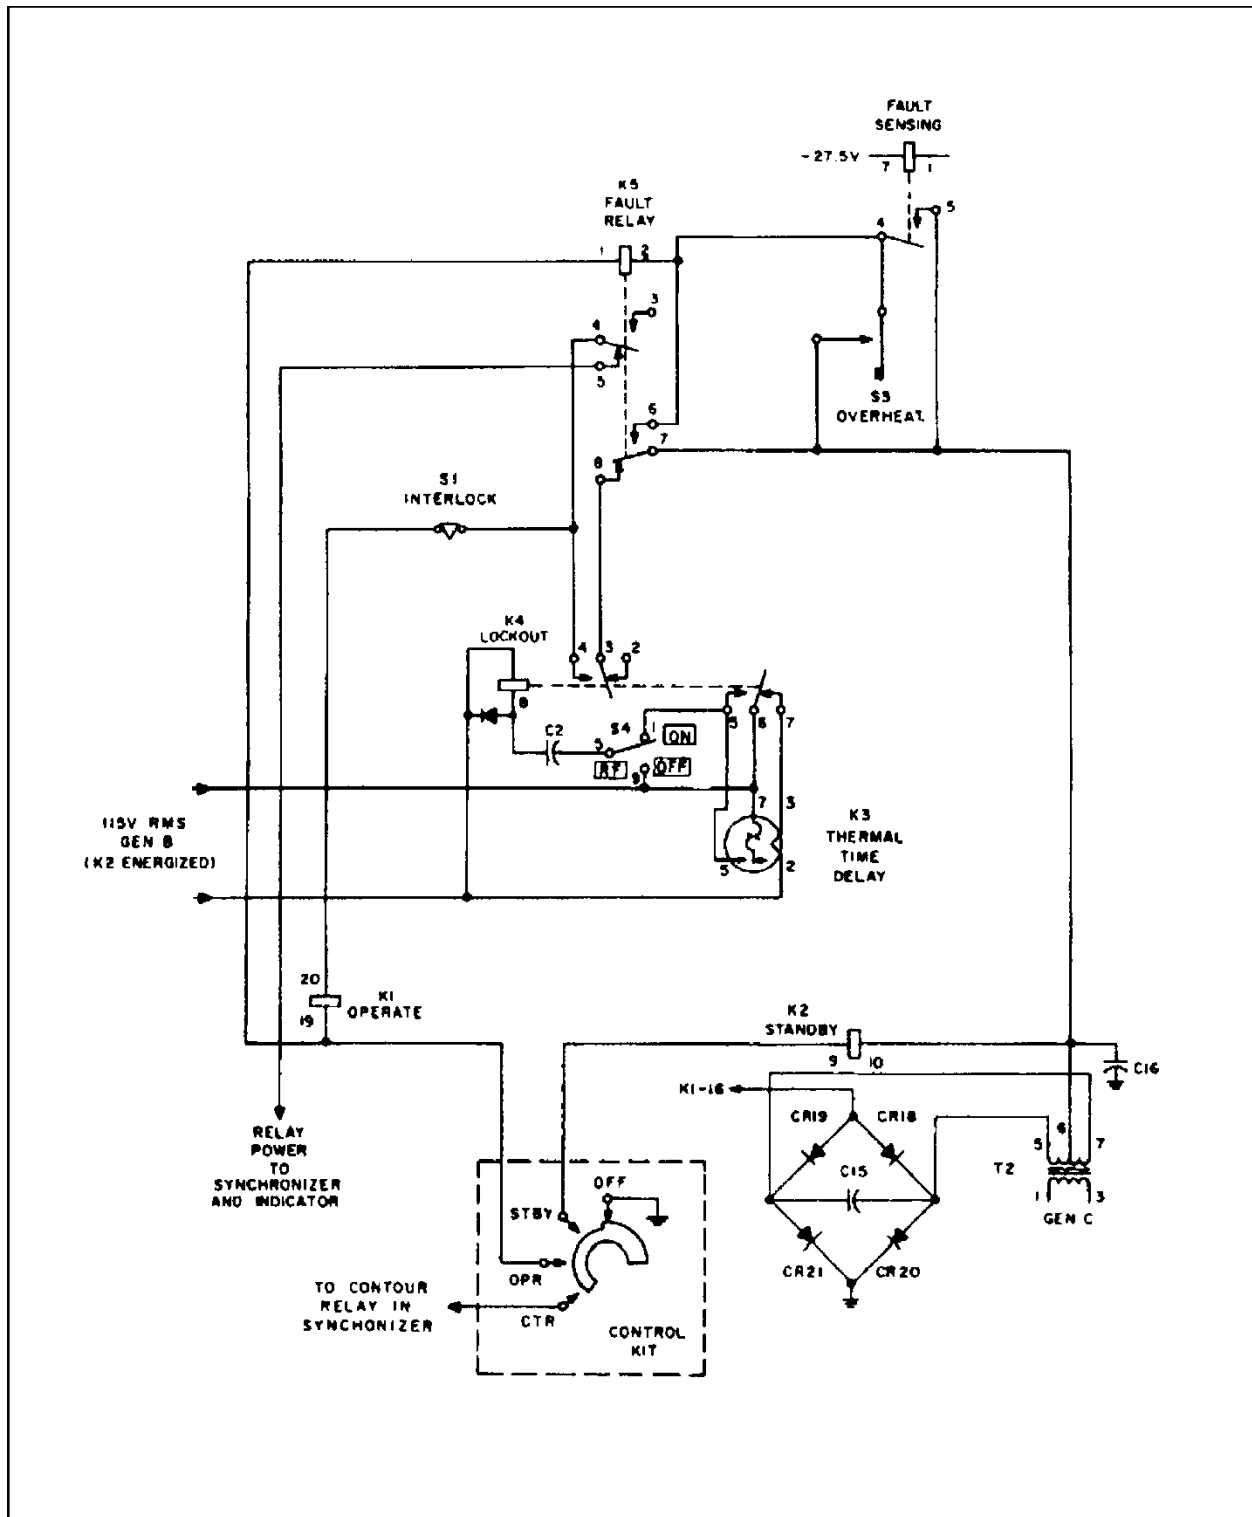 FAULT
SENSING
-27.5V
7
1
5
4
K5
FAULT
RELAY
1
2
3
4
5
6
7
8
S3
OVERHEAT.
S1
INTERLOCK
K4
LOCKOUT
4
3
2
8
C2
S4
5
1
ON
RF
OFF
9
5
6
7
115V RMS
GEN B
(K2 ENERGIZED)
7
3
5
2
K3
THERMAL
TIME
DELAY
20
19
K1
OPERATE
K2
STANDBY
9
10
C16
K1-16
CR19
CR18
C15
CR21
CR20
5
6
7
T2
1
3
GEN C
RELAY
POWER
TO
SYNCHRONIZER
AND INDICATOR
OFF
STBY
OPR
CTR
CONTROL
KIT
TO CONTOUR
RELAY IN
SYNCHONIZER